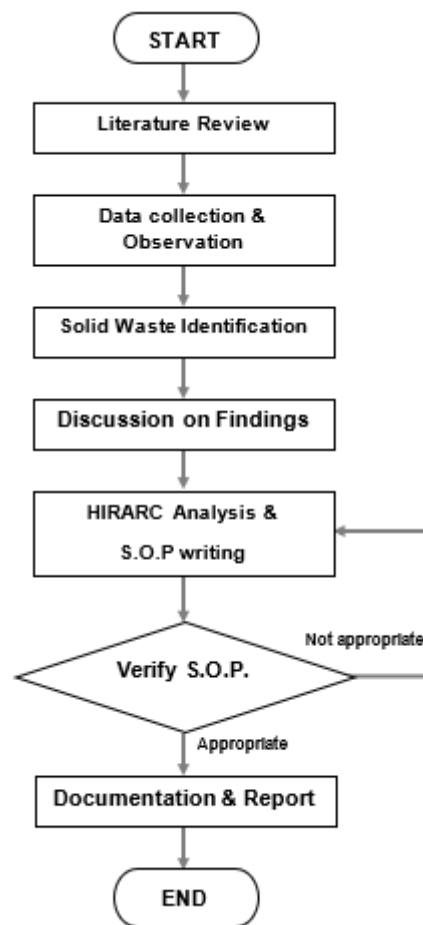 START
Literature Review
Data collection &
Observation
Solid Waste Identification
Discussion on Findings
HIRARC Analysis &
S.O.P writing
Not appropriate
Verify S.O.P.
Appropriate
Documentation & Report
END